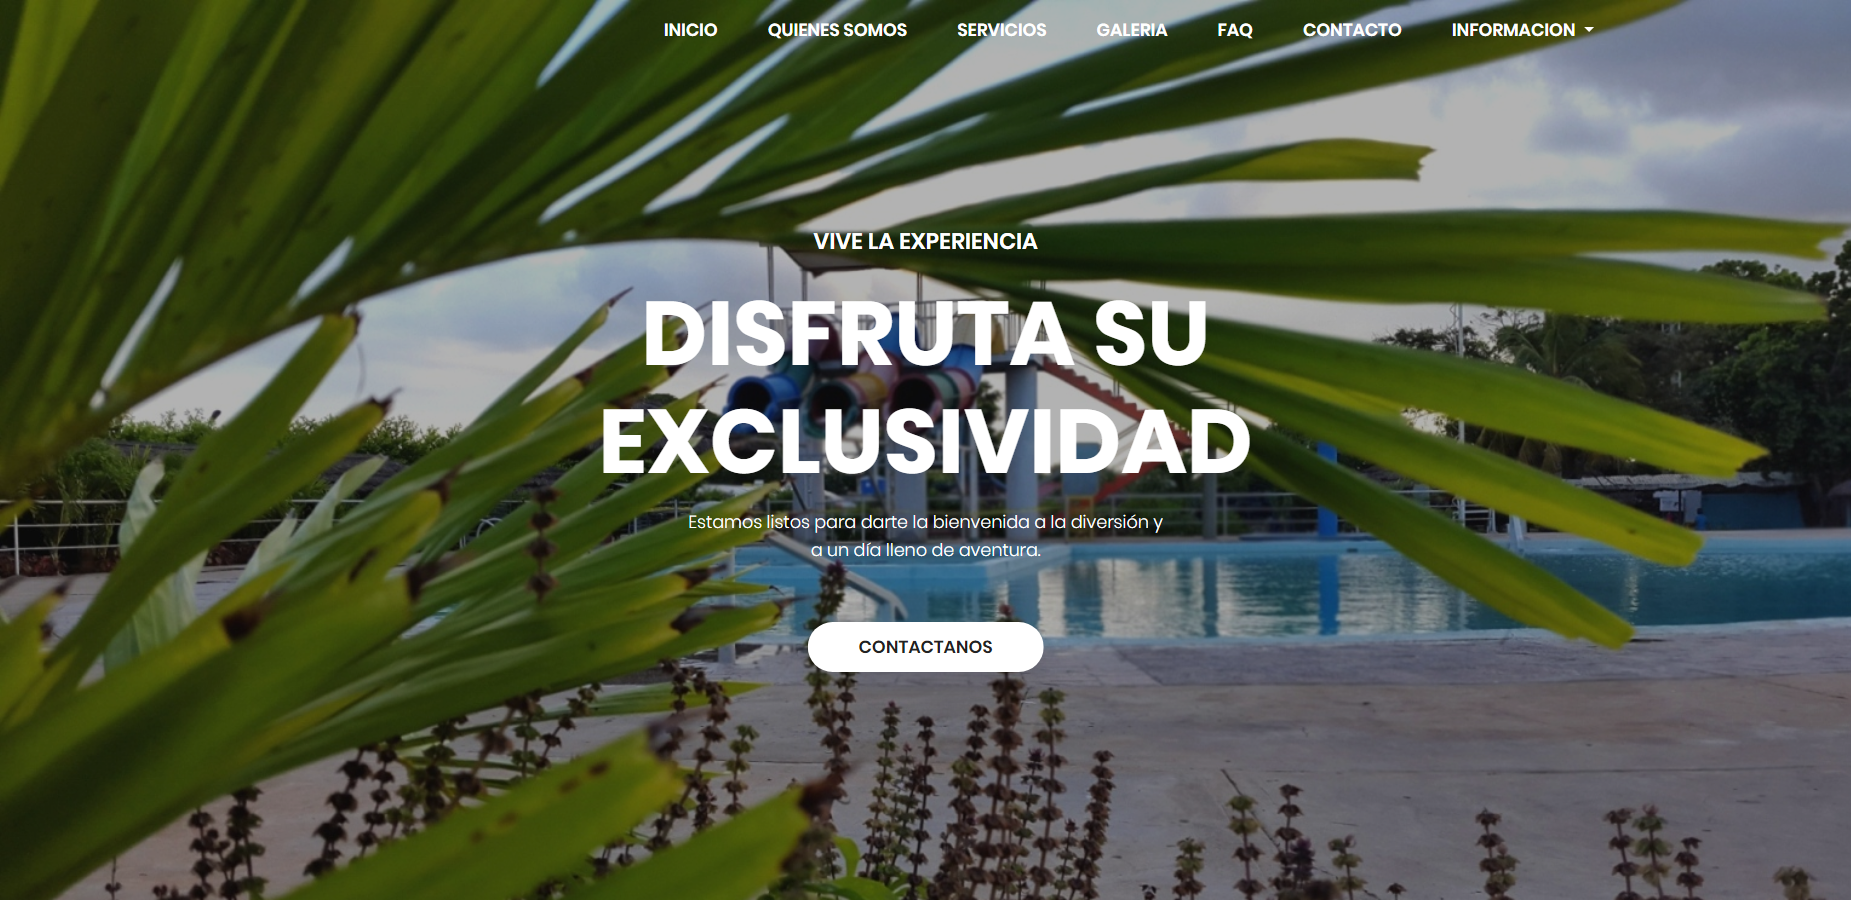 INICIO QUIENES SOMOS SERVICIOS GALERIA FAQ CONTACTO INFORMACION
VIVE LA EXPERIENCIA
DISFRUTA SU
EXCLUSIVIDAD
Estamos listos para darte la bienvenida a la diversión y
a un día lleno de aventura.
CONTACTANOS